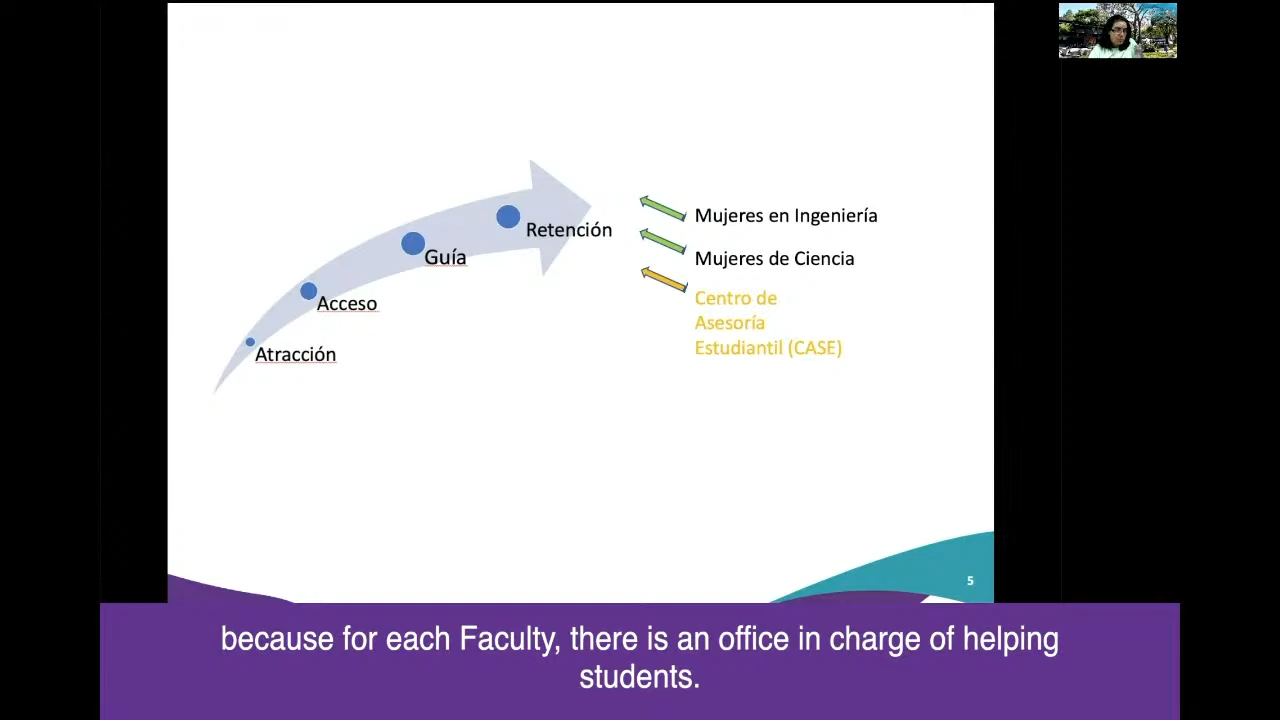 Retención
Guía
Acceso
Atracción
Mujeres en Ingeniería
Mujeres de Ciencia
Centro de
Asesoría
Estudiantil (CASE)
5
because for each Faculty, there is an office in charge of helping
students.